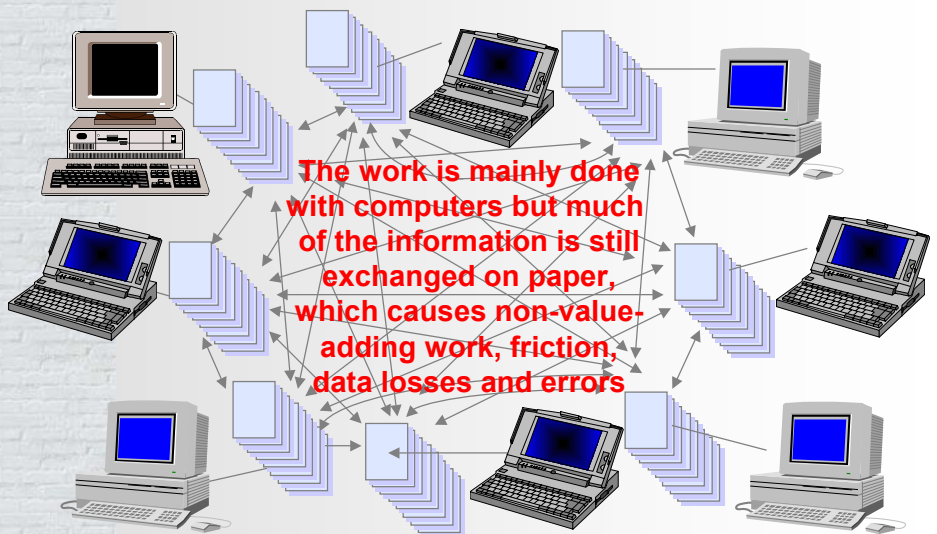 The work is mainly done
with computers but much
of the information is still
exchanged on paper,
which causes non-value-
adding work, friction,
data losses and errors